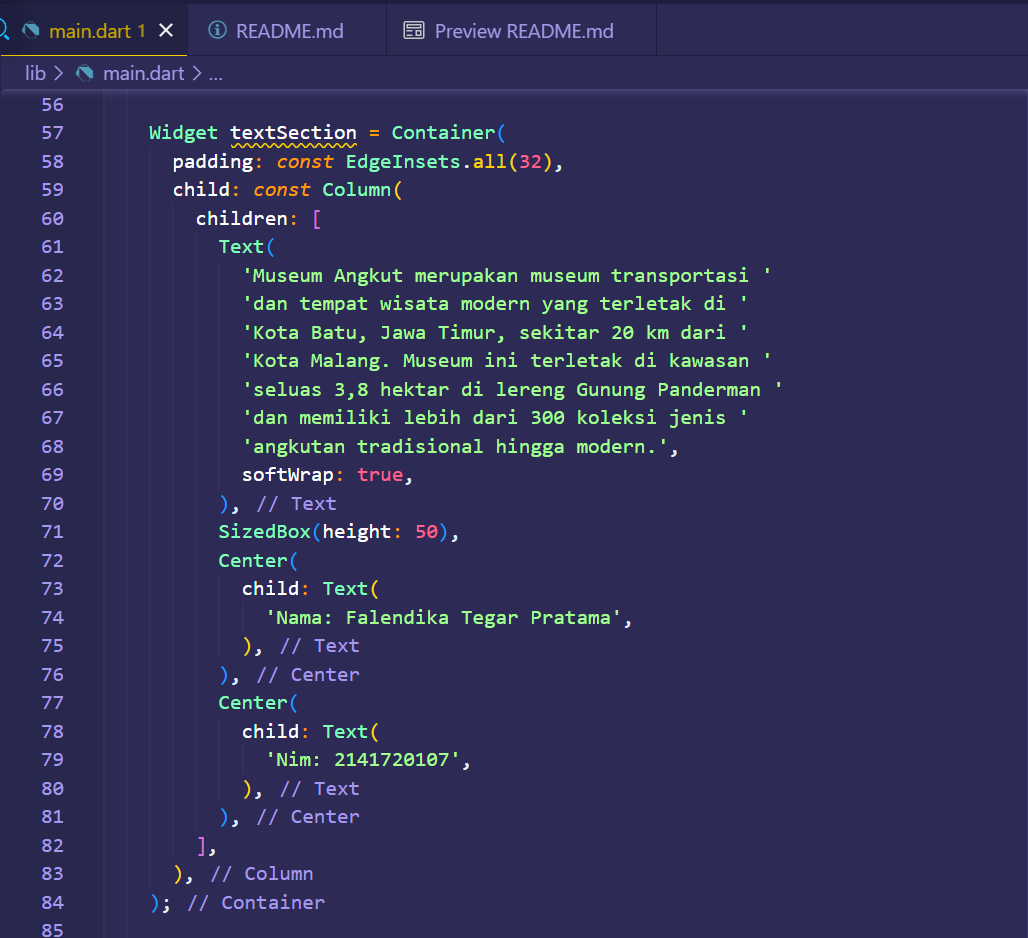 main.dart 1 README.md Preview README.md
lib > main.dart > ...
56
57 Widget textSection = Container(
58 padding: const EdgeInsets.all(32),
59 child: const Column(
60 children: [
61 Text(
62 'Museum Angkut merupakan museum transportasi '
63 'dan tempat wisata modern yang terletak di '
64 'Kota Batu, Jawa Timur, sekitar 20 km dari '
65 'Kota Malang. Museum ini terletak di kawasan '
66 'seluas 3,8 hektar di lereng Gunung Panderman '
67 'dan memiliki lebih dari 300 koleksi jenis '
68 'angkutan tradisional hingga modern.',
69 softWrap: true,
70 ), // Text
71 SizedBox(height: 50),
72 Center(
73 child: Text(
74 'Nama: Falendika Tegar Pratama',
75 ), // Text
76 ), // Center
77 Center(
78 child: Text(
79 'Nim: 2141720107',
80 ), // Text
81 ), // Center
82 ],
83 ), // Column
84 ); // Container
85